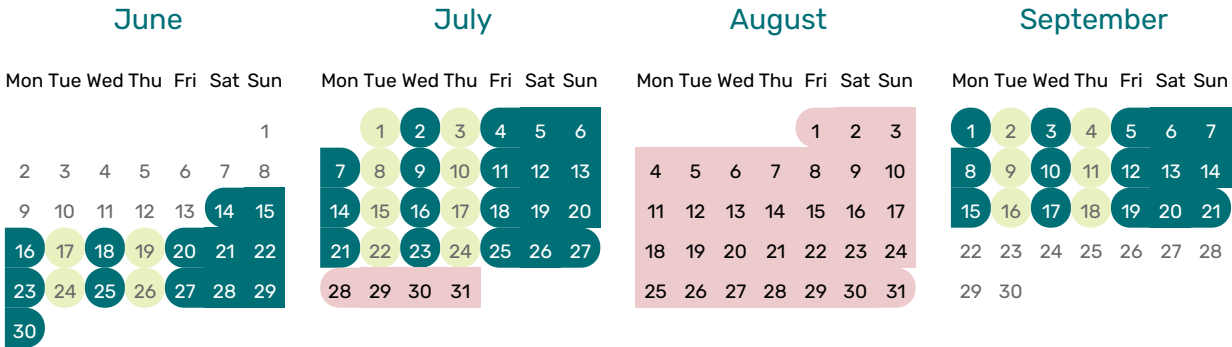 June July August September
Mon Tue Wed Thu Fri Sat Sun Mon Tue Wed Thu Fri Sat Sun Mon Tue Wed Thu Fri Sat Sun Mon Tue Wed Thu Fri Sat Sun
1 1 2 3 4 5 6 1 2 3 1 2 3 4 5 6 7
2 3 4 5 6 7 8 7 8 9 10 11 12 13 4 5 6 7 8 9 10 8 9 10 11 12 13 14
9 10 11 12 13 14 15 14 15 16 17 18 19 20 11 12 13 14 15 16 17 15 16 17 18 19 20 21
16 17 18 19 20 21 22 21 22 23 24 25 26 27 18 19 20 21 22 23 24 22 23 24 25 26 27 28
23 24 25 26 27 28 29 28 29 30 31 25 26 27 28 29 30 31 29 30
30